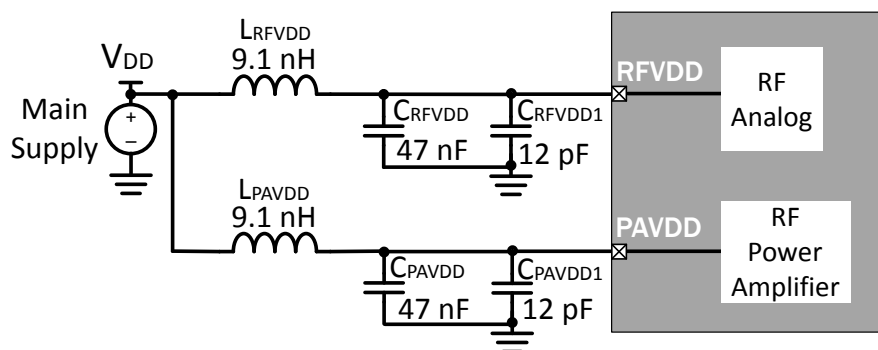 LRFVDD
9.1 nH
VDD
Main
Supply
+
–
CRFVDD
47 nF
CRFVDD1
12 pF
RFVDD
RF
Analog
LPAVDD
9.1 nH
CPAVDD
47 nF
CPAVDD1
12 pF
PAVDD
RF
Power
Amplifier